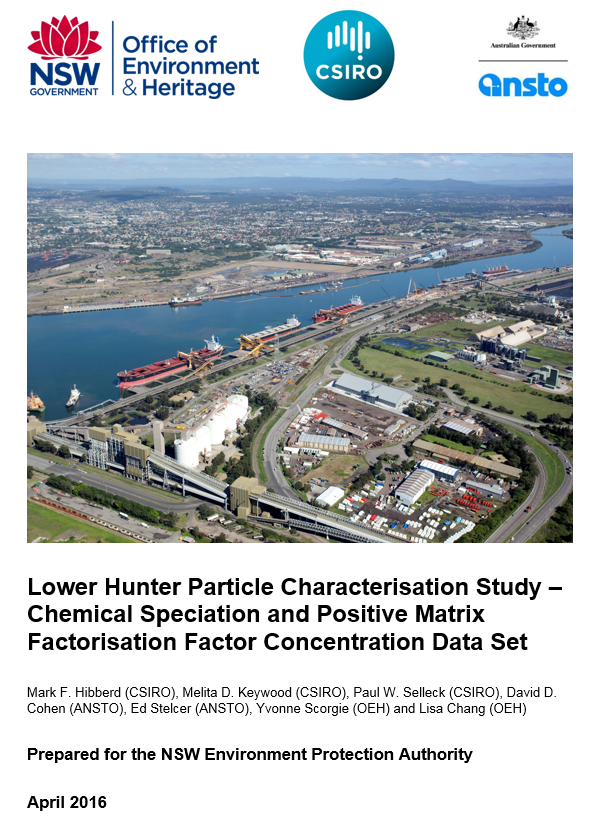 NSW
GOVERNMENT
Office of
Environment
& Heritage
CSIRO
Australian Government
ansto
Lower Hunter Particle Characterisation Study –
Chemical Speciation and Positive Matrix
Factorisation Factor Concentration Data Set
Mark F. Hibberd (CSIRO), Melita D. Keywood (CSIRO), Paul W. Selleck (CSIRO), David D.
Cohen (ANSTO), Ed Stelcer (ANSTO), Yvonne Scorgie (OEH) and Lisa Chang (OEH)
Prepared for the NSW Environment Protection Authority
April 2016